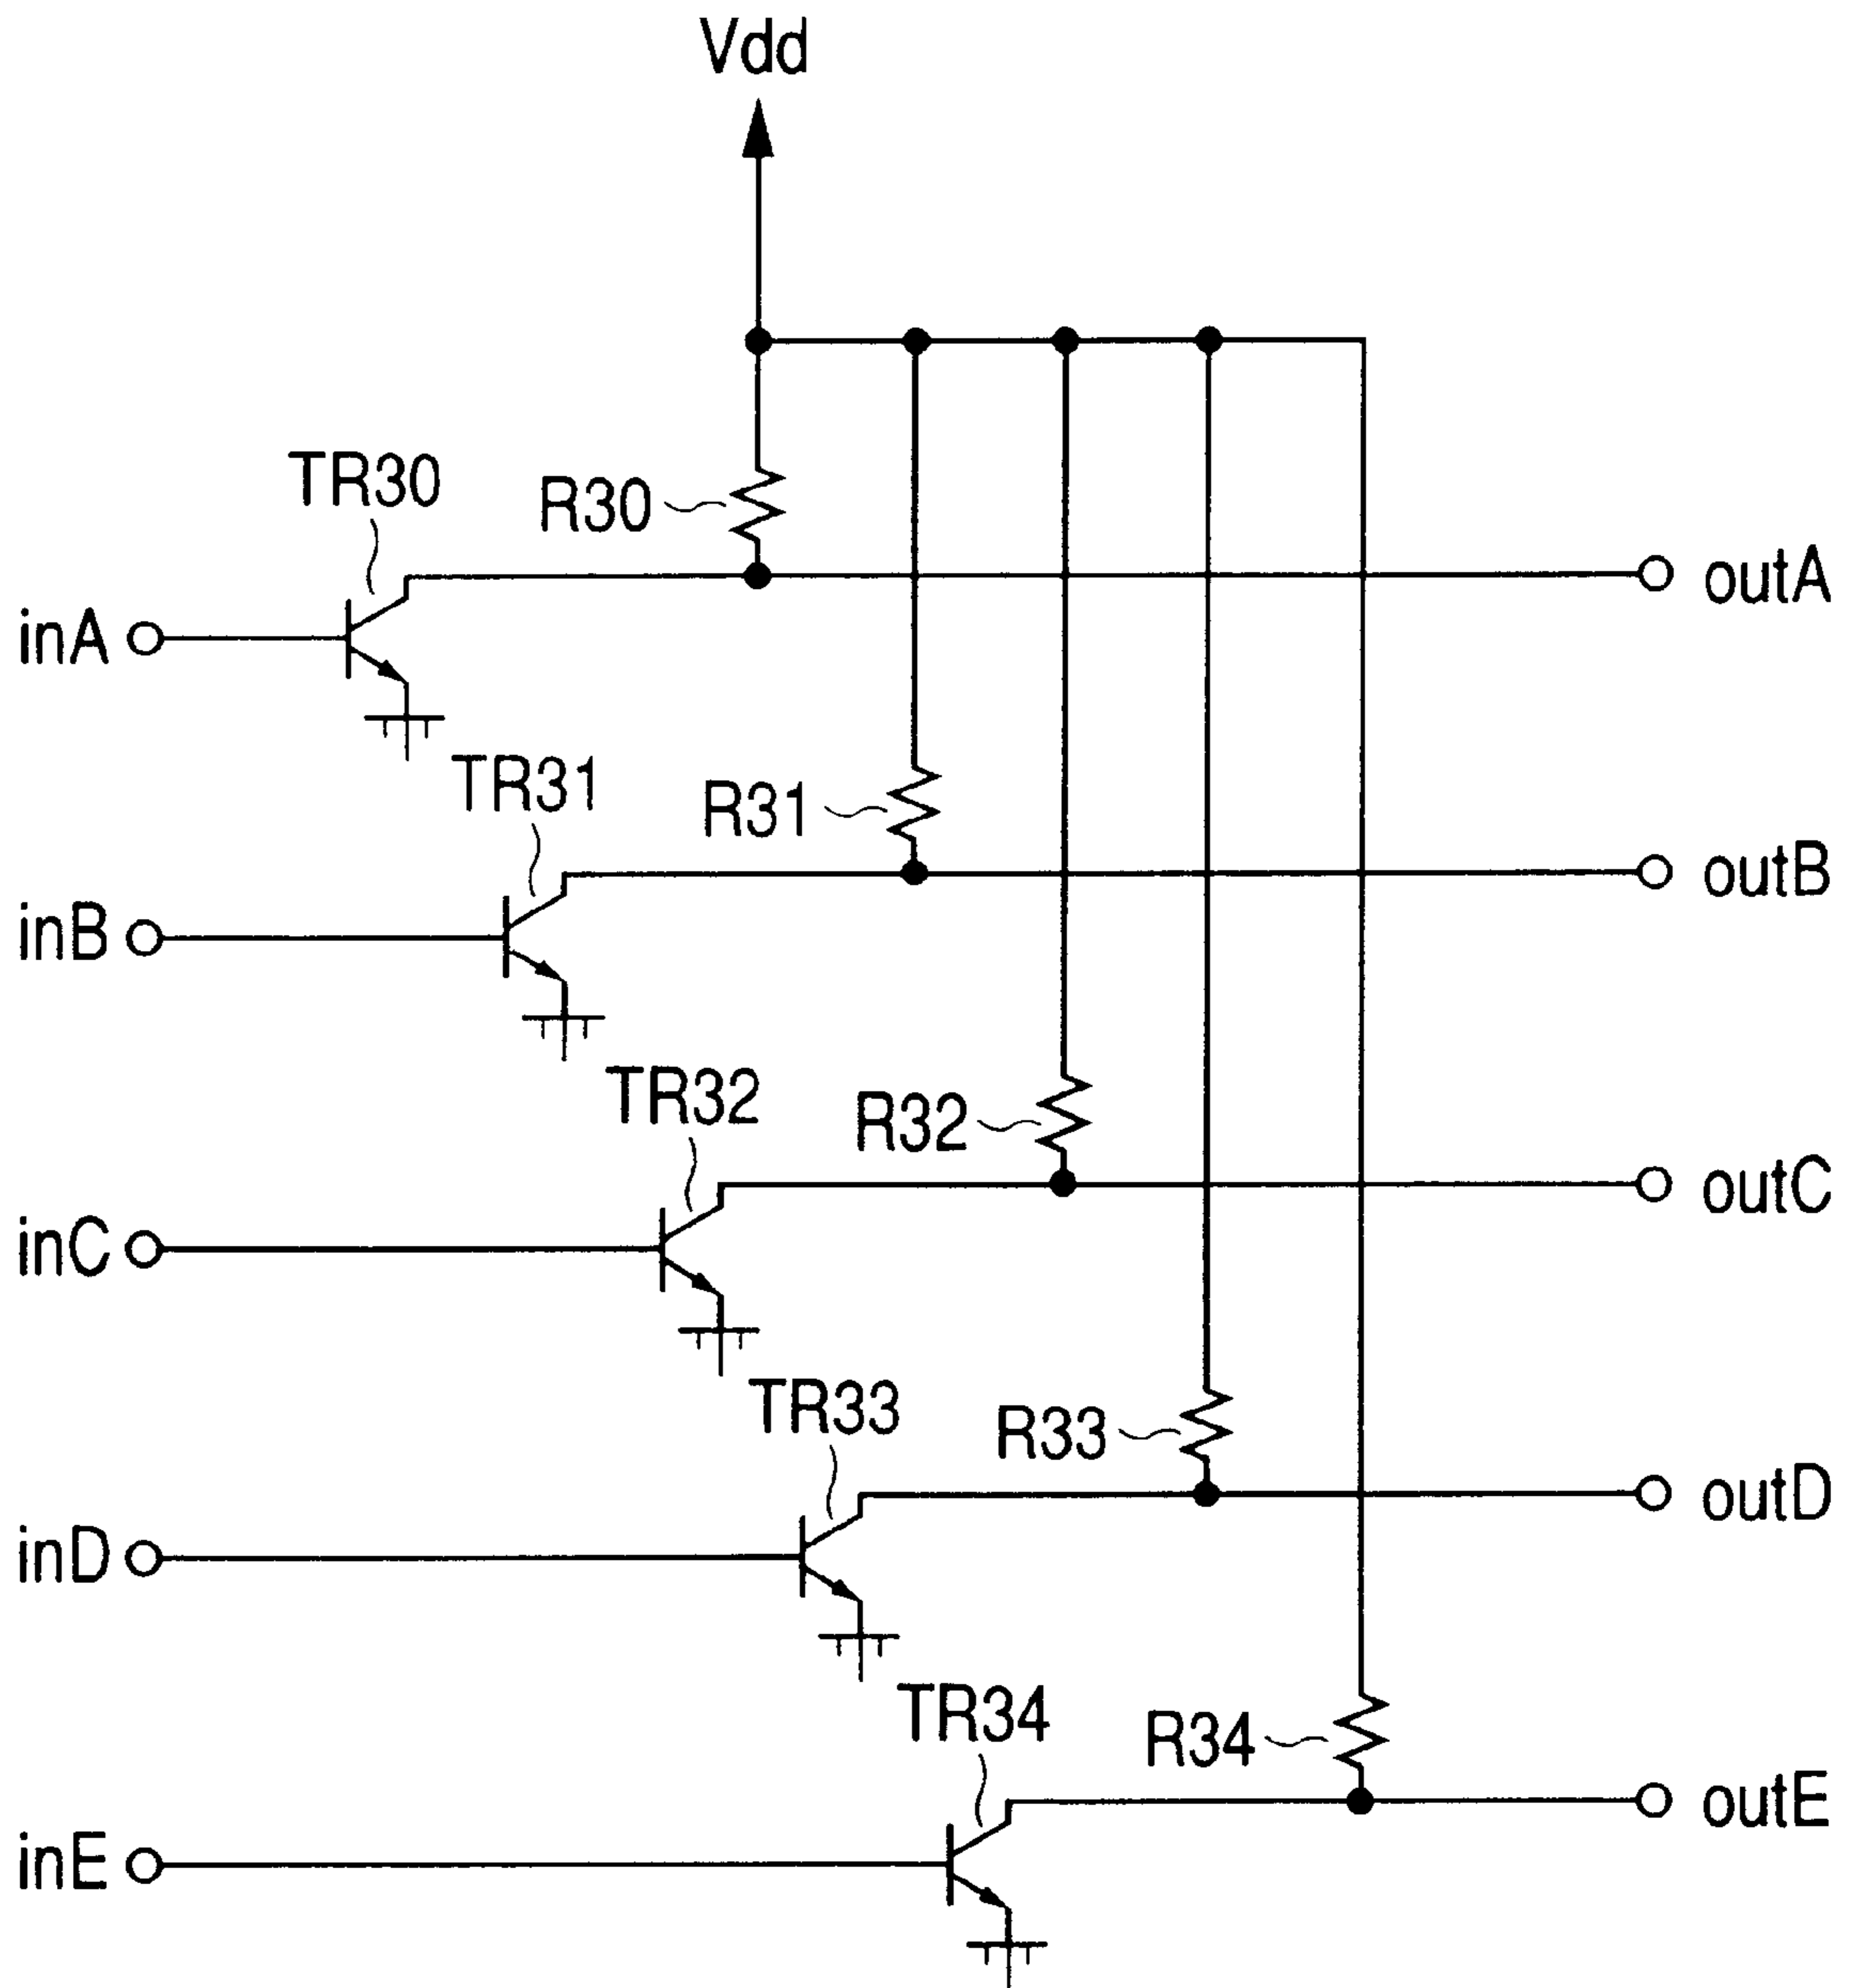 Vdd
TR30
R30
outA
inA
TR31
R31
outB
inB
TR32
R32
outC
inC
TR33
R33
outD
inD
TR34
R34
outE
inE